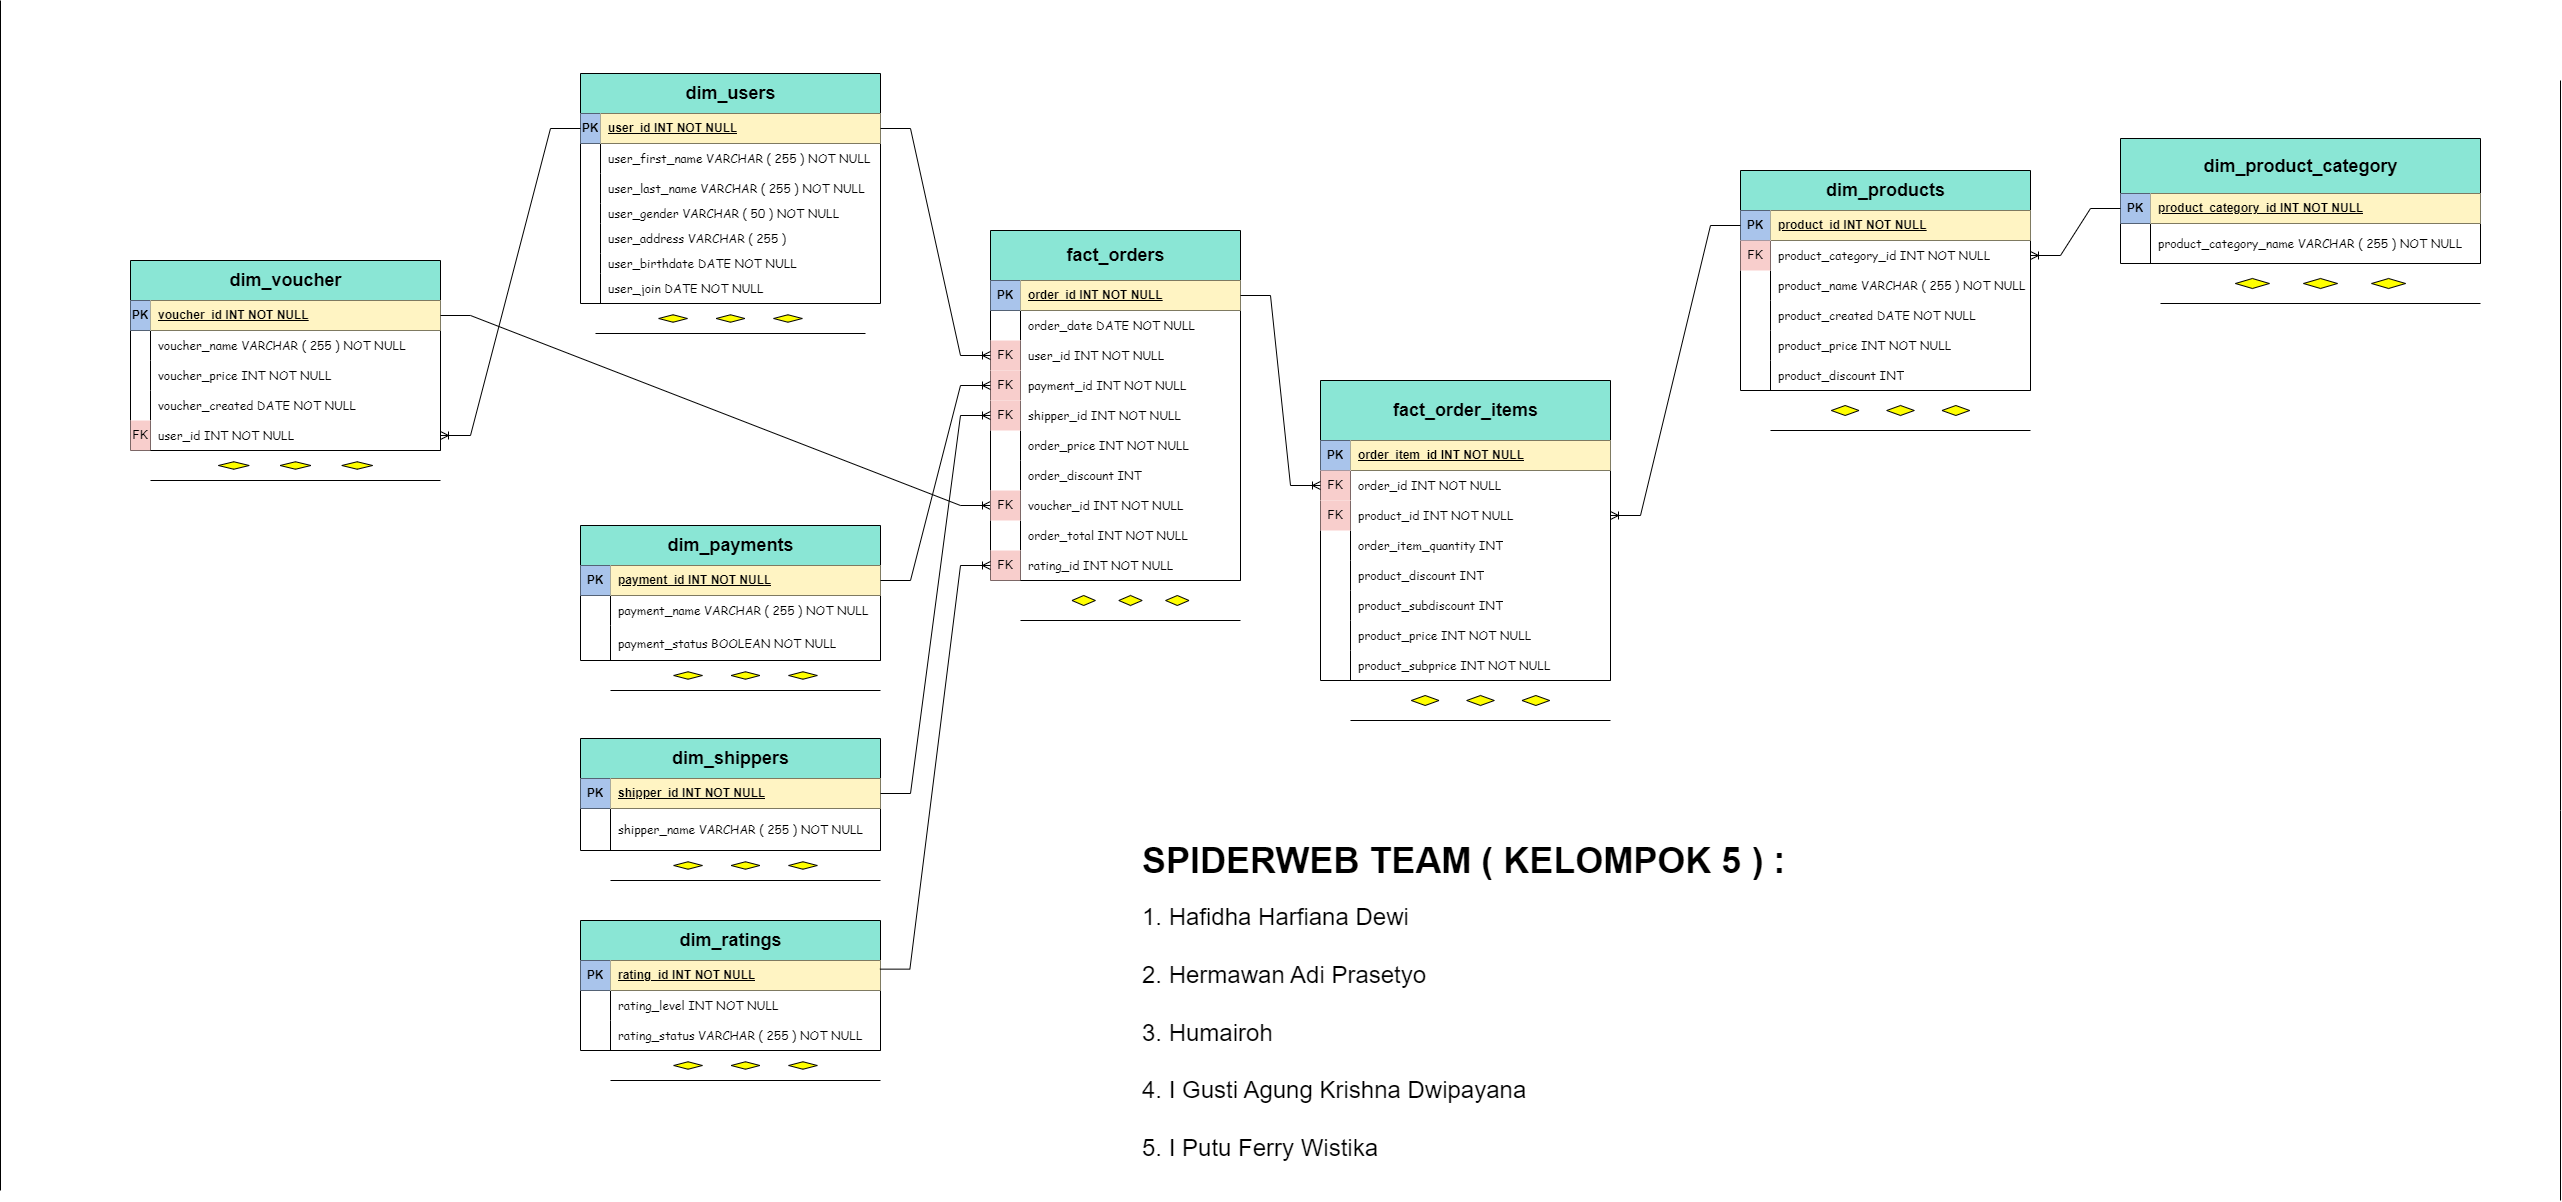 dim_users
PK user_id INT NOT NULL
user_first_name VARCHAR ( 255 ) NOT NULL
user_last_name VARCHAR ( 255 ) NOT NULL
user_gender VARCHAR ( 50 ) NOT NULL
user_address VARCHAR ( 255 )
user_birthdate DATE NOT NULL
user_join DATE NOT NULL
dim_voucher
PK voucher_id INT NOT NULL
voucher_name VARCHAR ( 255 ) NOT NULL
voucher_price INT NOT NULL
voucher_created DATE NOT NULL
FK user_id INT NOT NULL
dim_payments
PK payment_id INT NOT NULL
payment_name VARCHAR ( 255 ) NOT NULL
payment_status BOOLEAN NOT NULL
dim_shippers
PK shipper_id INT NOT NULL
shipper_name VARCHAR ( 255 ) NOT NULL
dim_ratings
PK rating_id INT NOT NULL
rating_level INT NOT NULL
rating_status VARCHAR ( 255 ) NOT NULL
fact_orders
PK order_id INT NOT NULL
order_date DATE NOT NULL
FK user_id INT NOT NULL
FK payment_id INT NOT NULL
FK shipper_id INT NOT NULL
order_price INT NOT NULL
order_discount INT
FK voucher_id INT NOT NULL
order_total INT NOT NULL
FK rating_id INT NOT NULL
fact_order_items
PK order_item_id INT NOT NULL
FK order_id INT NOT NULL
FK product_id INT NOT NULL
order_item_quantity INT
product_discount INT
product_subdiscount INT
product_price INT NOT NULL
product_subprice INT NOT NULL
dim_products
PK product_id INT NOT NULL
FK product_category_id INT NOT NULL
product_name VARCHAR ( 255 ) NOT NULL
product_created DATE NOT NULL
product_price INT NOT NULL
product_discount INT
dim_product_category
PK product_category_id INT NOT NULL
product_category_name VARCHAR ( 255 ) NOT NULL
SPIDERWEB TEAM ( KELOMPOK 5 ) :
1. Hafidha Harfiana Dewi
2. Hermawan Adi Prasetyo
3. Humairoh
4. I Gusti Agung Krishna Dwipayana
5. I Putu Ferry Wistika